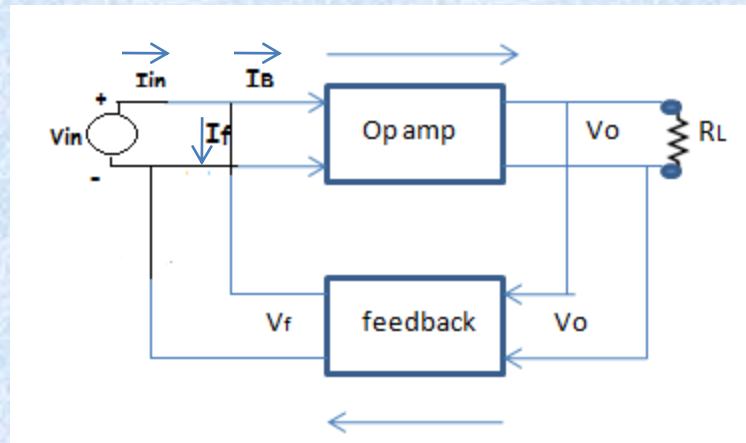 Iin IB
+
Vin If Op amp Vo RL
-
Vf feedback Vo